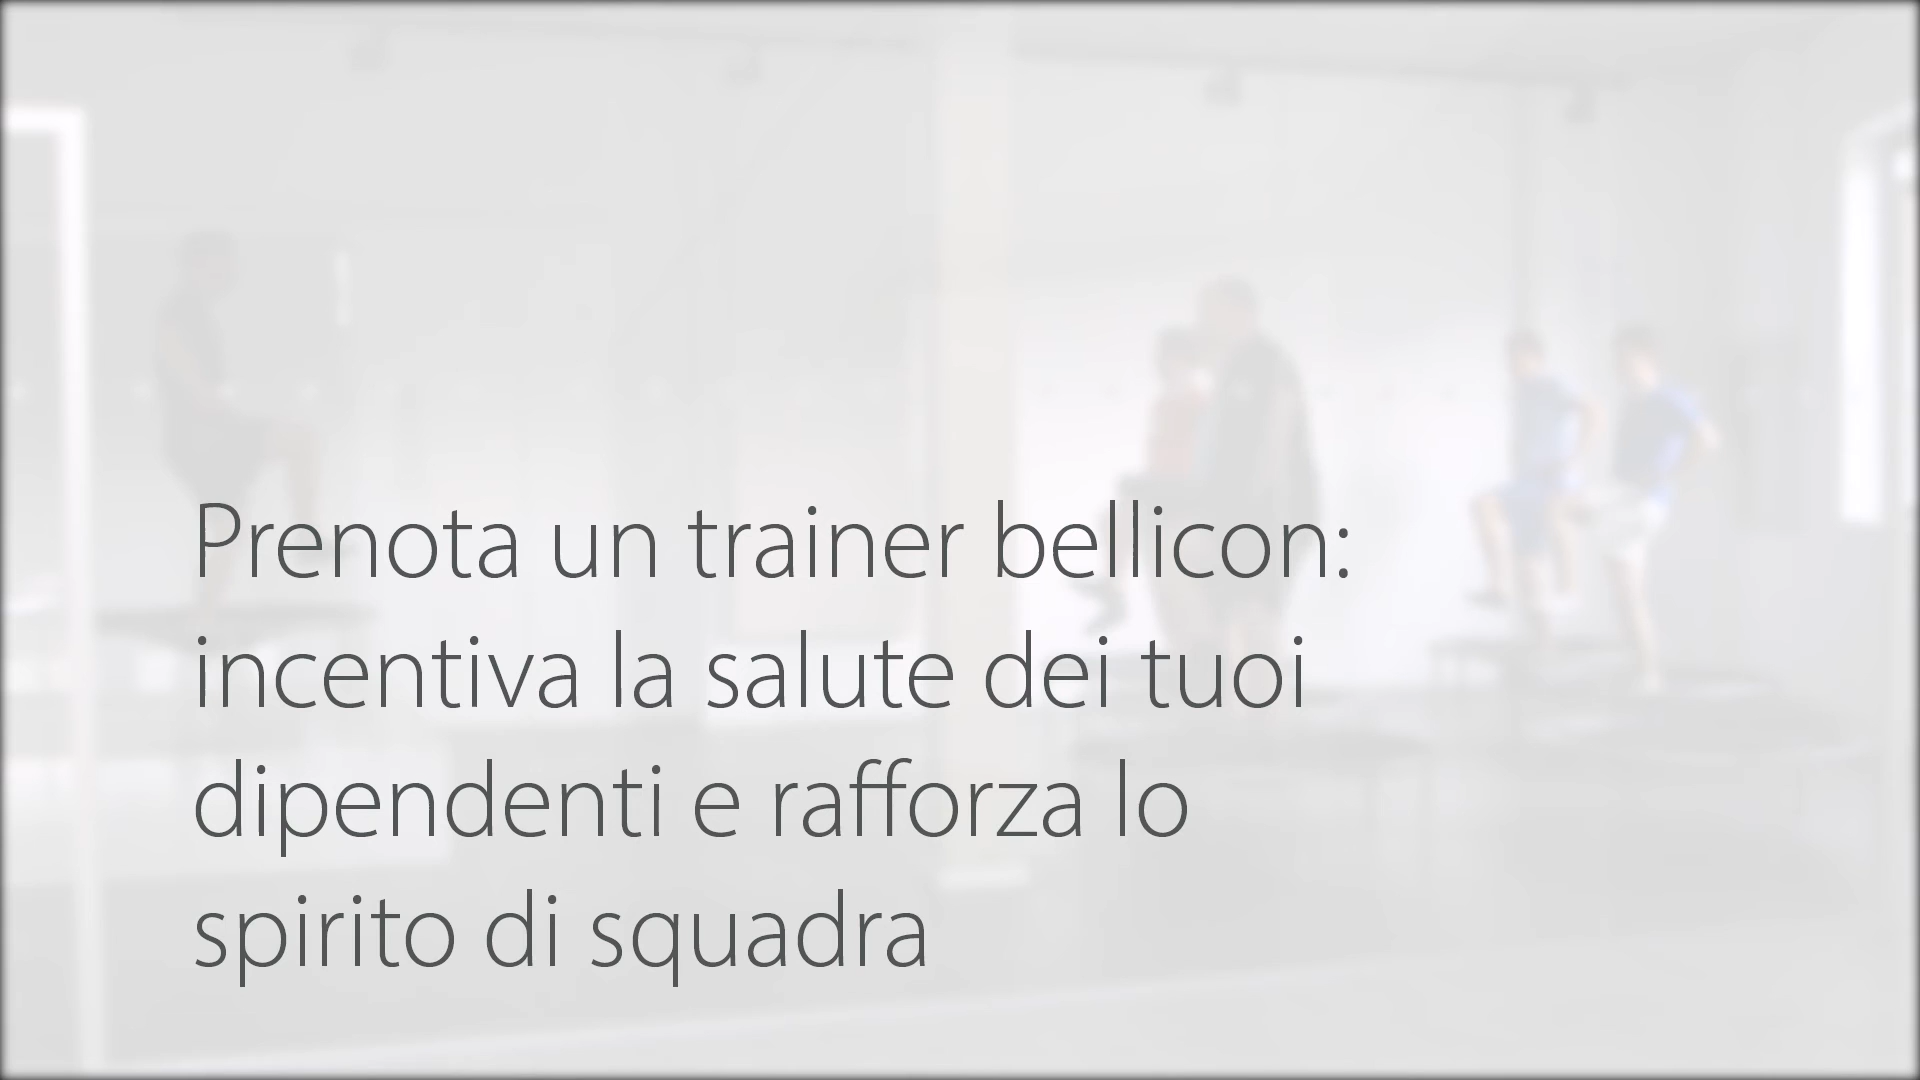 Prenota un trainer bellicon:
incentiva la salute dei tuoi
dipendenti e rafforza lo
spirito di squadra